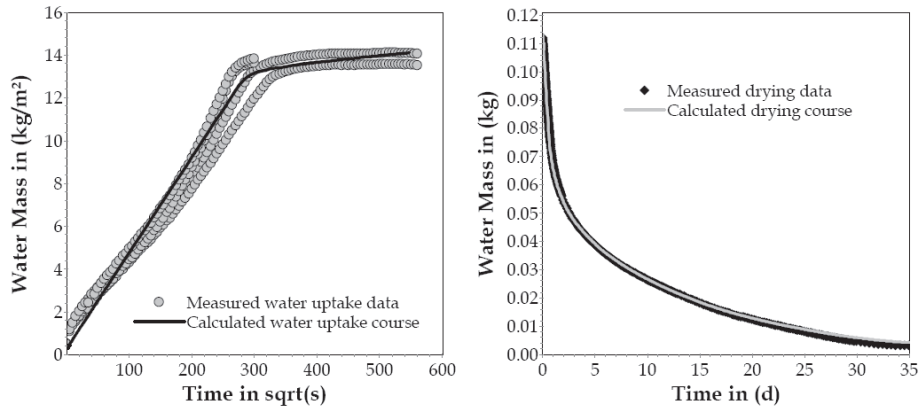 16
14
12
10
8
6
4
2
0
Water Mass in (kg/m²)
Measured water uptake data
Calculated water uptake course
100 200 300 400 500 600
Time in sqrt(s)
0.12
0.11
0.10
0.09
0.08
0.07
0.06
0.05
0.04
0.03
0.02
0.01
0.00
Water Mass in (kg)
Measured drying data
Calculated drying course
0 5 10 15 20 25 30 35
Time in (d)